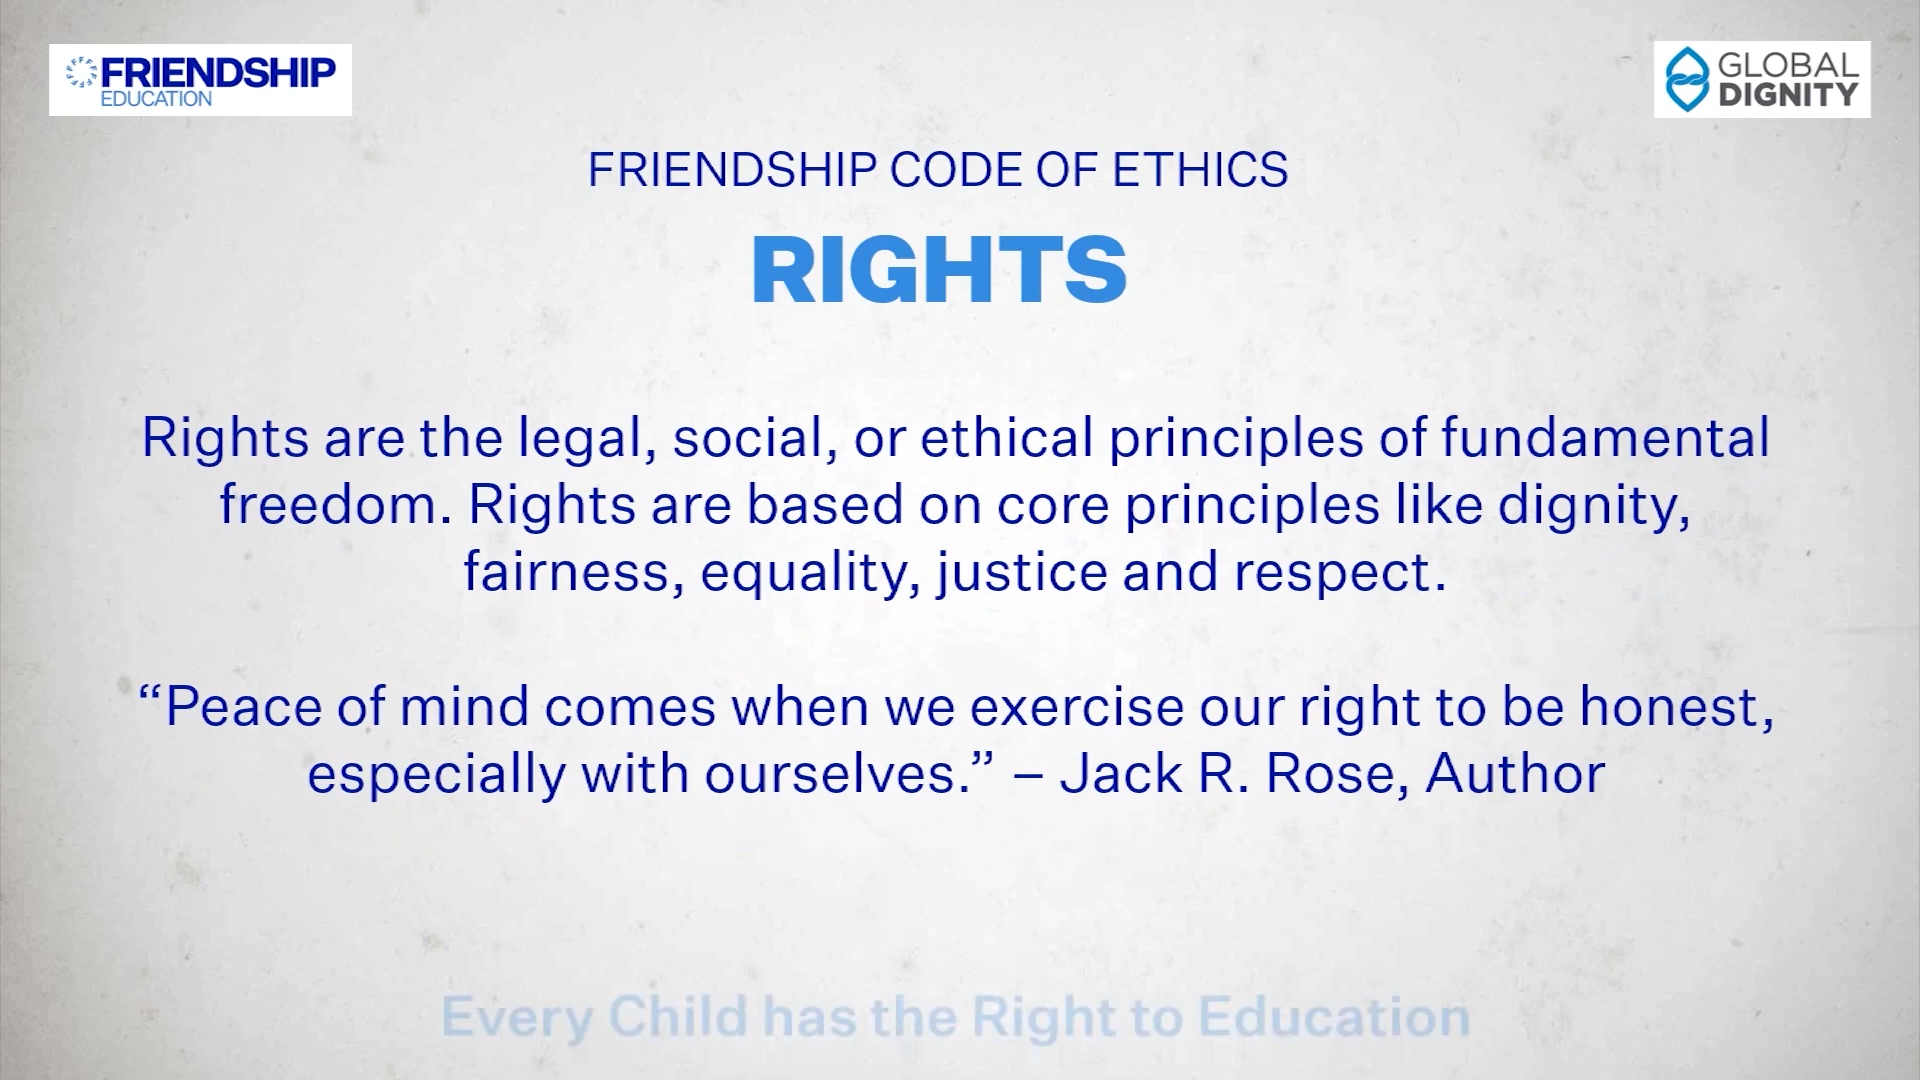 FRIENDSHIP
EDUCATION
GLOBAL
DIGNITY
FRIENDSHIP CODE OF ETHICS
RIGHTS
Rights are the legal, social, or ethical principles of fundamental
freedom. Rights are based on core principles like dignity,
fairness, equality, justice and respect.
“Peace of mind comes when we exercise our right to be honest,
especially with ourselves.” – Jack R. Rose, Author
Every Child has the Right to Education